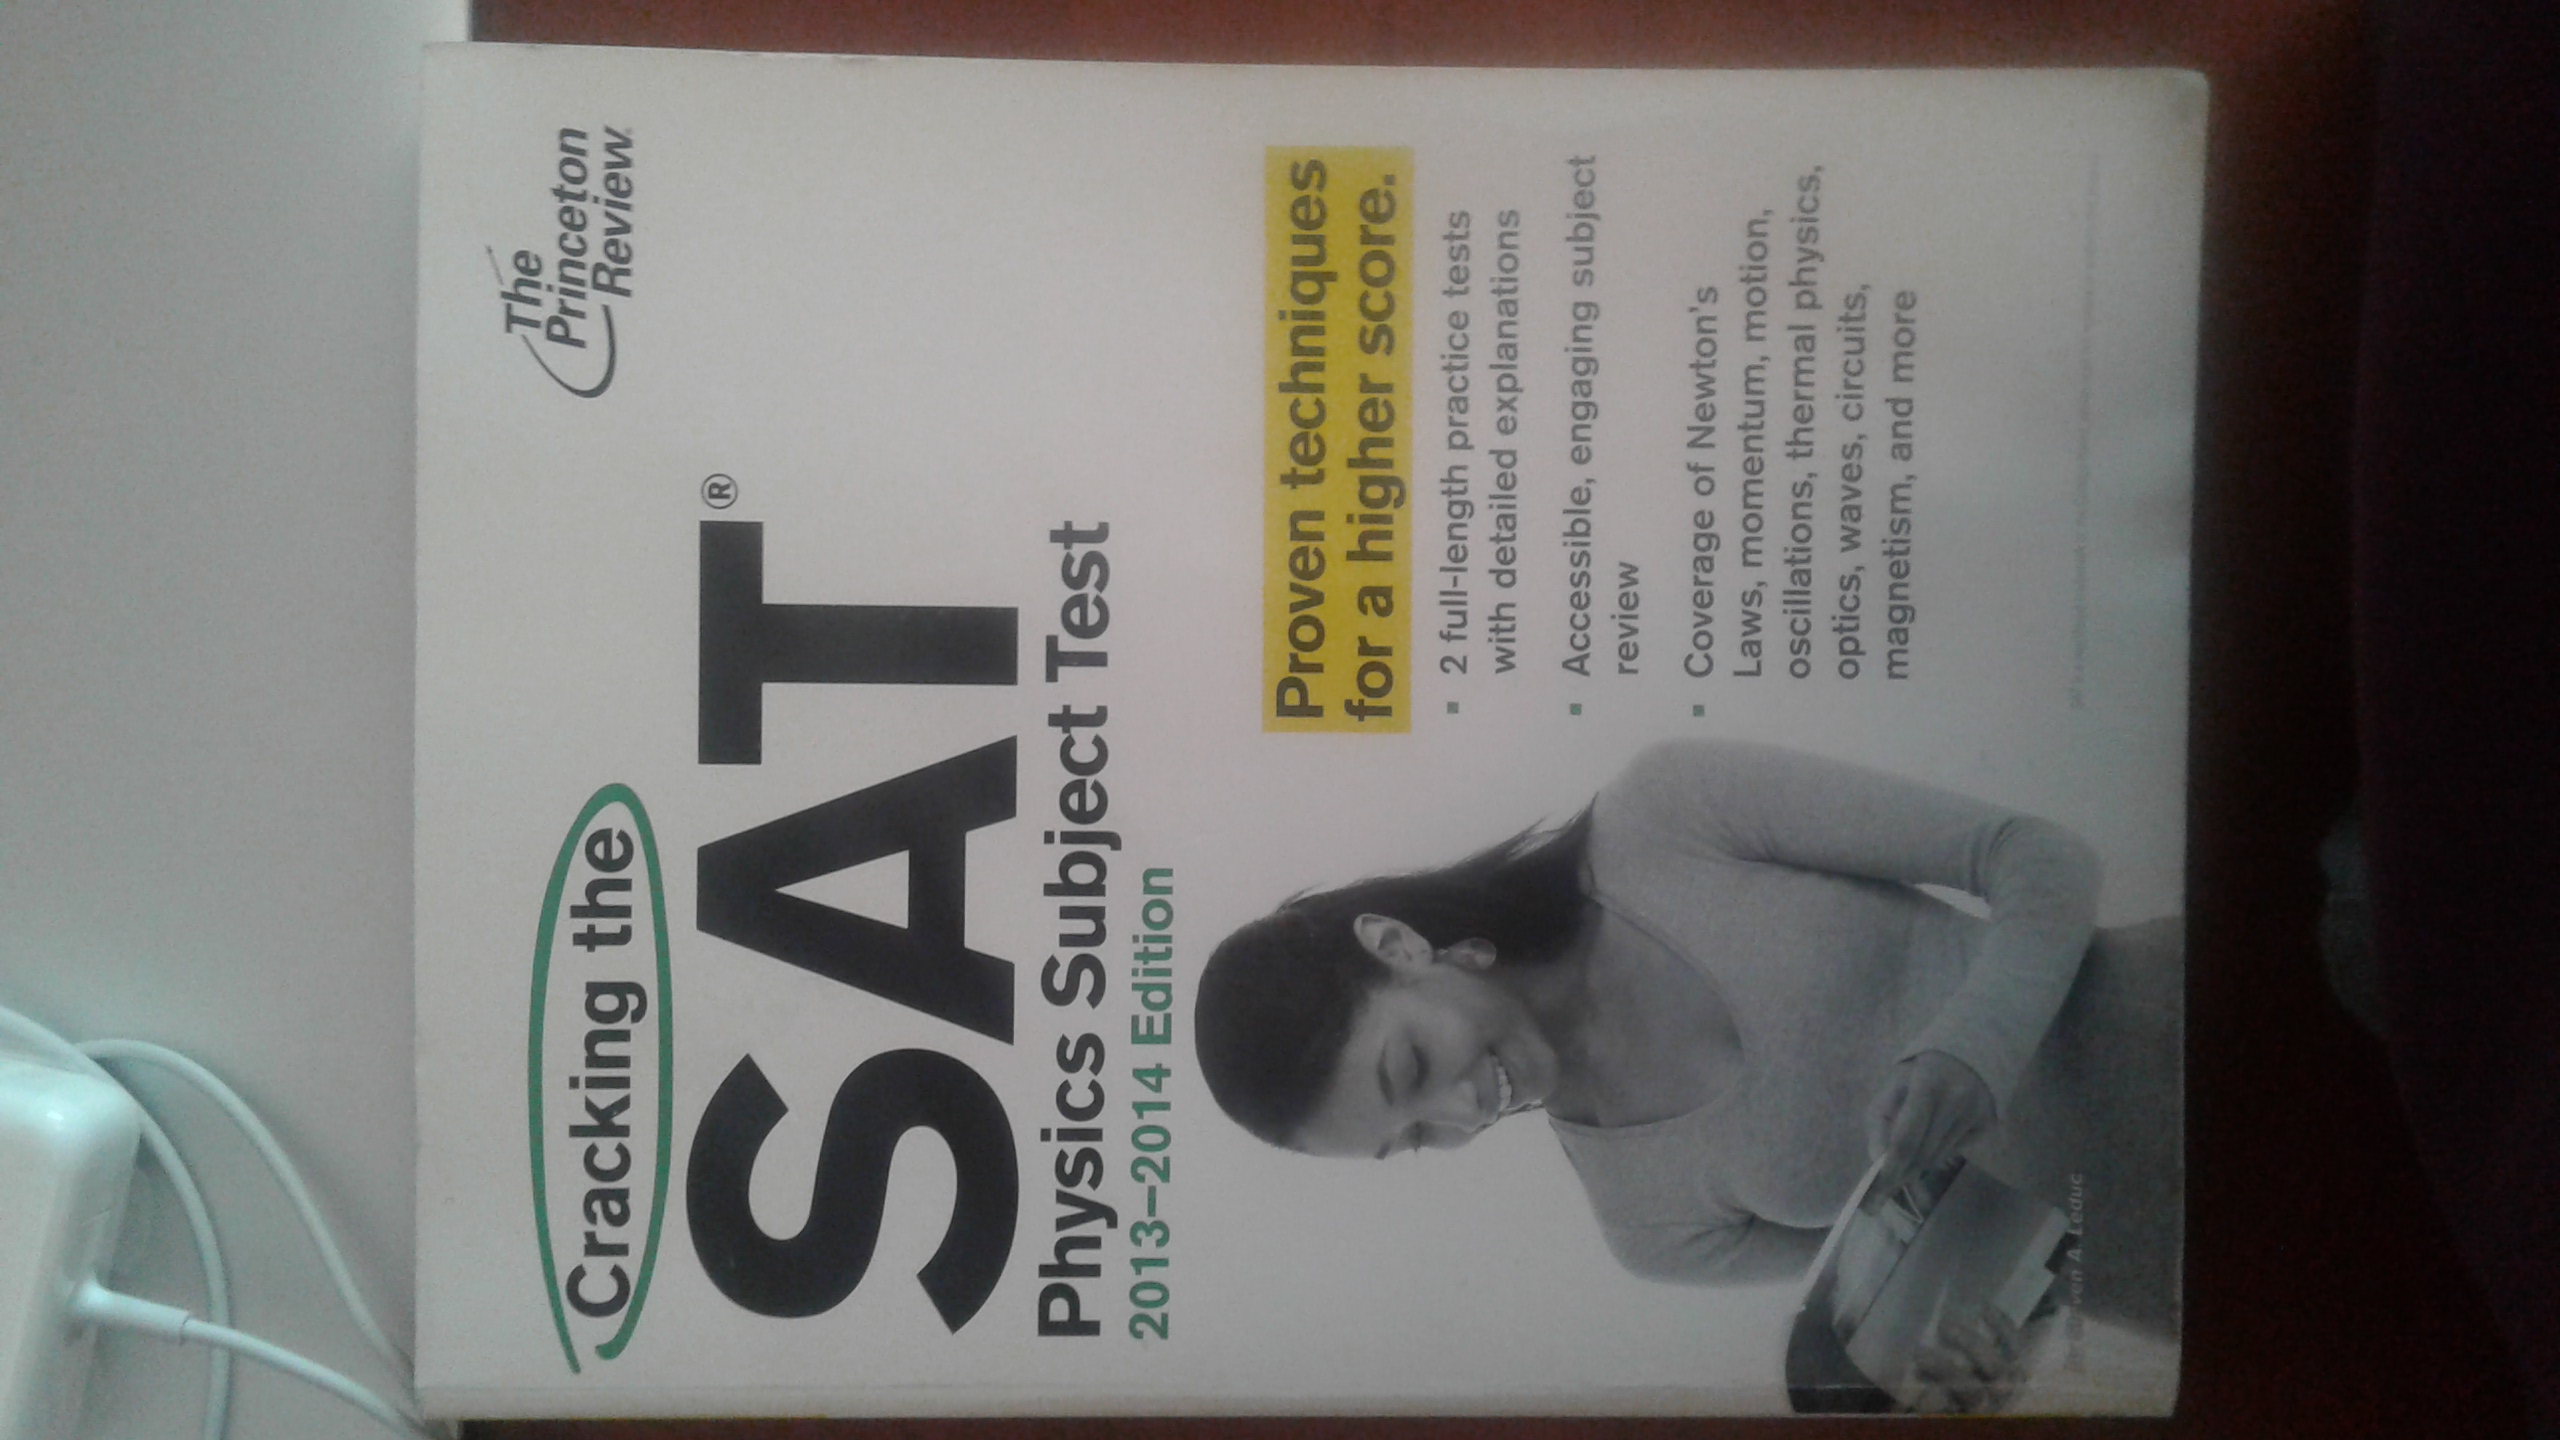 Cracking the
The
Princeton
Review
SAT®
Physics Subject Test
2013–2014 Edition
Proven techniques
for a higher score.
▪ 2 full-length practice tests
with detailed explanations
▪ Accessible, engaging subject
review
▪ Coverage of Newton's
Laws, momentum, motion,
oscillations, thermal physics,
optics, waves, circuits,
magnetism, and more
A. Leduc